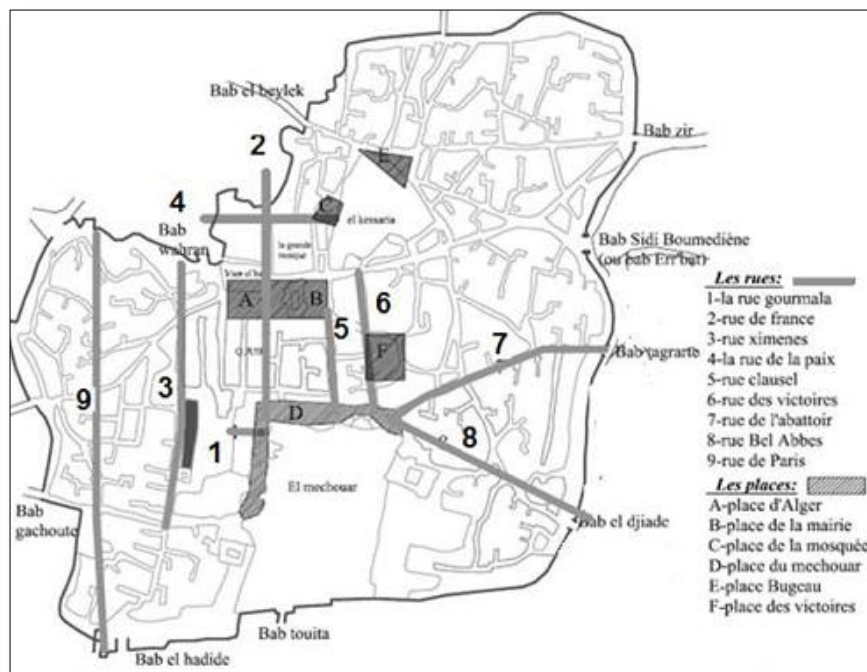 Bab el beylek
2
E
Bab zir
4
C
el kessaria
Bab
wahran
la grande
mosque
Bab Sidi Boumediène
(ou bab Err'bat)
A
B
6
5
F
7
Bab tagrarte
3
9
D
1
8
El mechouar
Bab
gachoute
Bab el djiade
Bab touita
Bab el hadide
Les rues:
1-la rue gourmala
2-rue de france
3-rue ximenes
4-la rue de la paix
5-rue clausel
6-rue des victoires
7-rue de l'abattoir
8-rue Bel Abbes
9-rue de Paris
Les places:
A-place d'Alger
B-place de la mairie
C-place de la mosquée
D-place du mechouar
E-place Bugeau
F-place des victoires